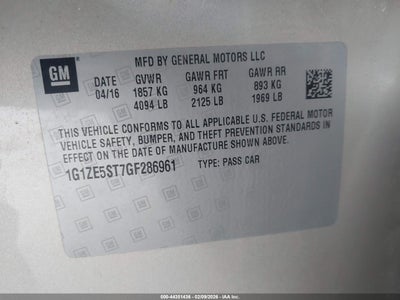 GM
MFD BY GENERAL MOTORS LLC
04/16 GVWR GAWR FRT GAWR RR
1857 KG 964 KG 893 KG
4094 LB 2125 LB 1969 LB
THIS VEHICLE CONFORMS TO ALL APPLICABLE U.S. FEDERAL MOTOR
VEHICLE SAFETY, BUMPER, AND THEFT PREVENTION STANDARDS IN
EFFECT ON THE DATE OF MANUFACTURE SHOWN ABOVE.
1G1ZE5ST7GF286961 TYPE: PASS CAR